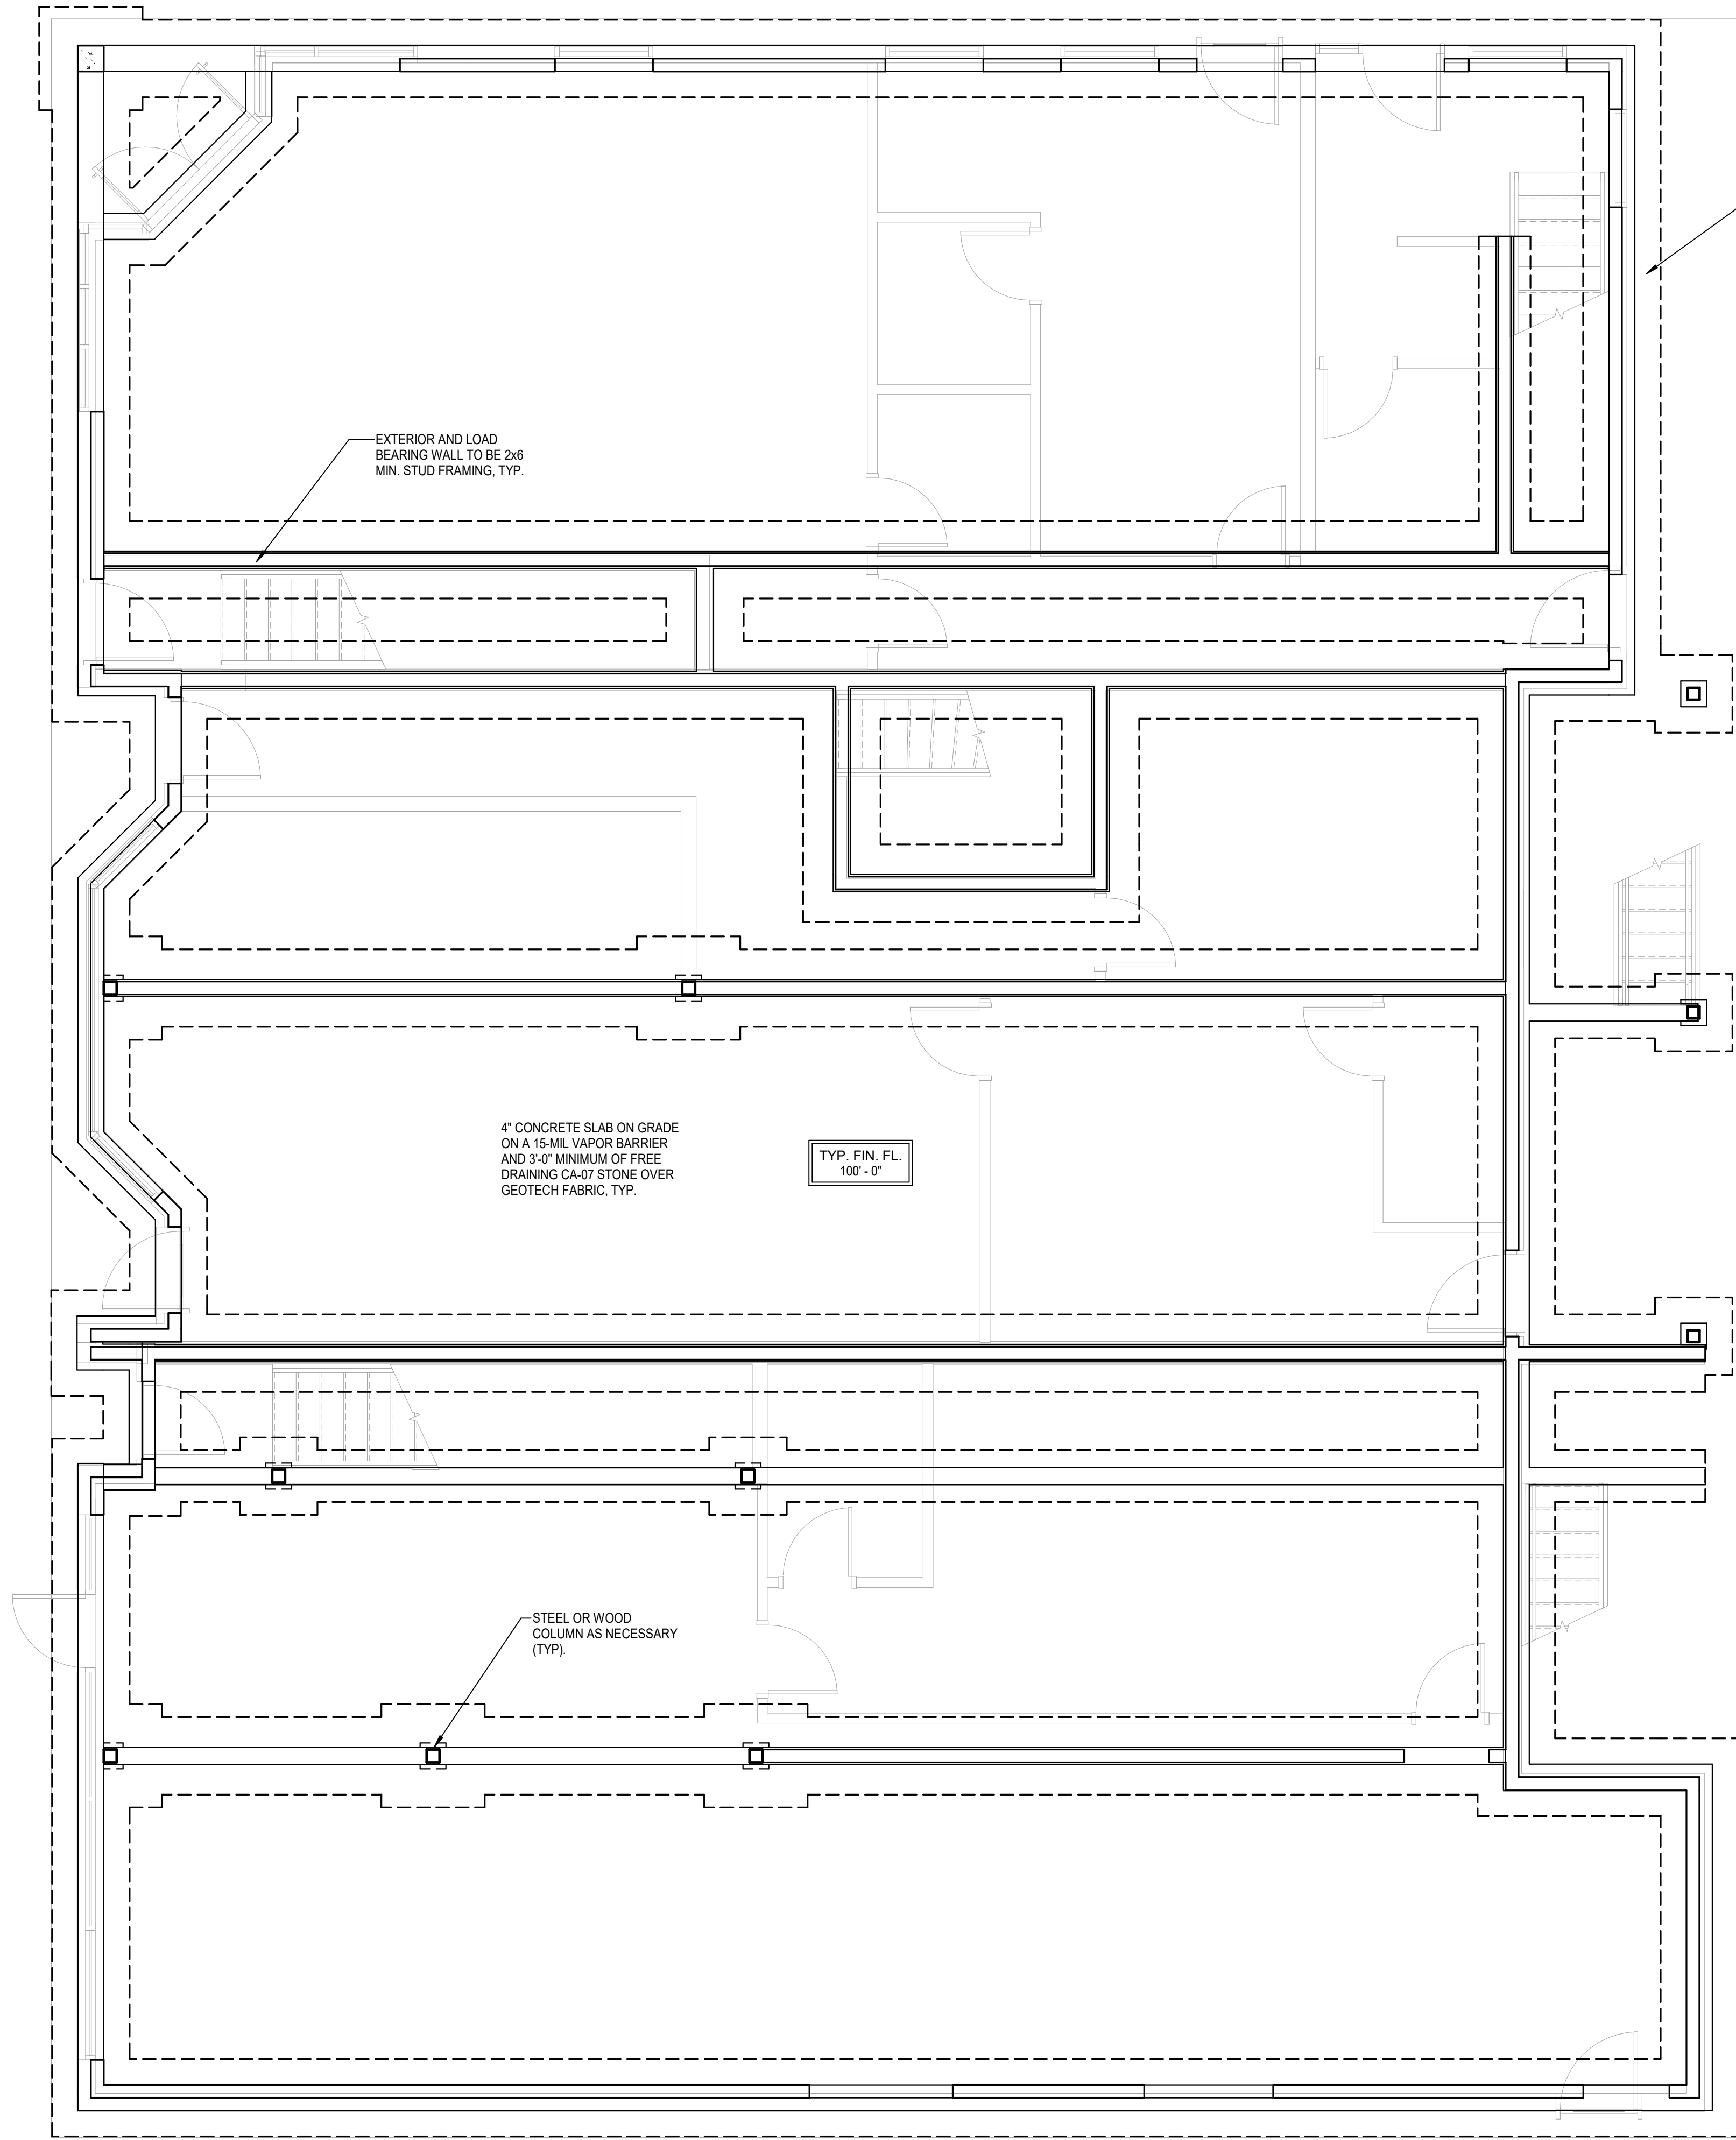 EXTERIOR AND LOAD
BEARING WALL TO BE 2x6
MIN. STUD FRAMING, TYP.
4" CONCRETE SLAB ON GRADE
ON A 15-MIL VAPOR BARRIER
AND 3'-0" MINIMUM OF FREE
DRAINING CA-07 STONE OVER
GEOTECH FABRIC, TYP.
TYP. FIN. FL.
100' - 0"
STEEL OR WOOD
COLUMN AS NECESSARY
(TYP).